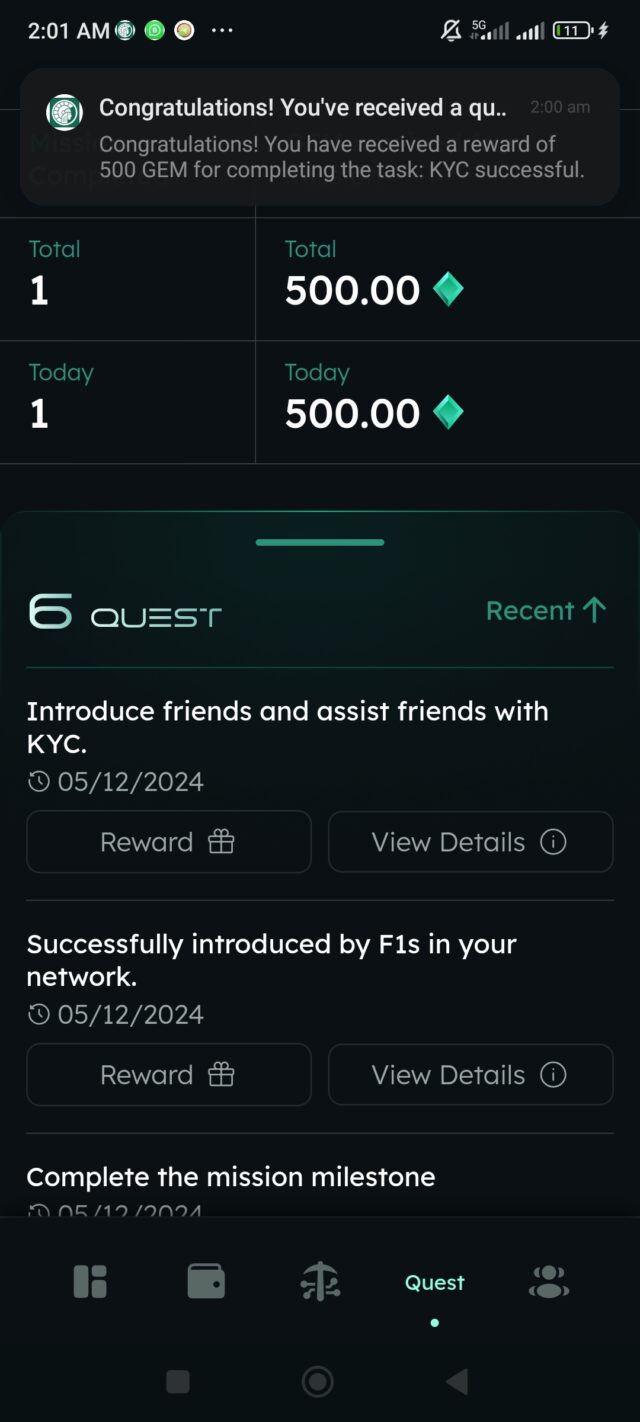 2:01 AM
5G
11
Congratulations! You've received a qu..
2:00 am
Congratulations! You have received a reward of
500 GEM for completing the task: KYC successful.
Total
1
Total
500.00
Today
1
Today
500.00
6 QUEST
Recent
Introduce friends and assist friends with
KYC.
05/12/2024
Reward
View Details
Successfully introduced by F1s in your
network.
05/12/2024
Reward
View Details
Complete the mission milestone
05/12/2024
Quest